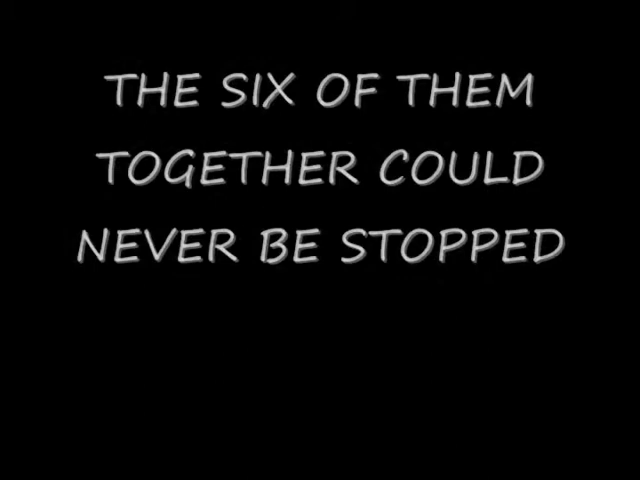 THE SIX OF THEM
TOGETHER COULD
NEVER BE STOPPED